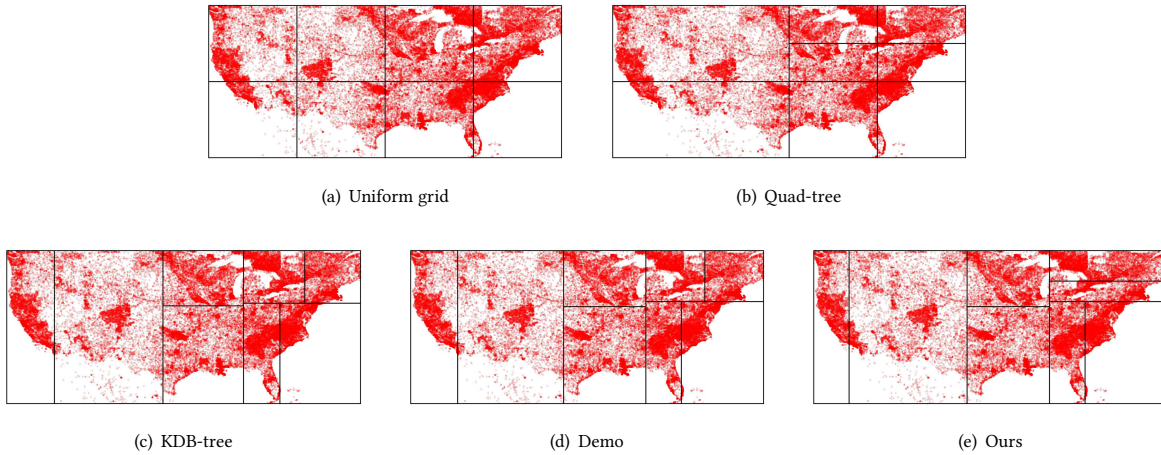 (a) Uniform grid
(b) Quad-tree
(c) KDB-tree
(d) Demo
(e) Ours